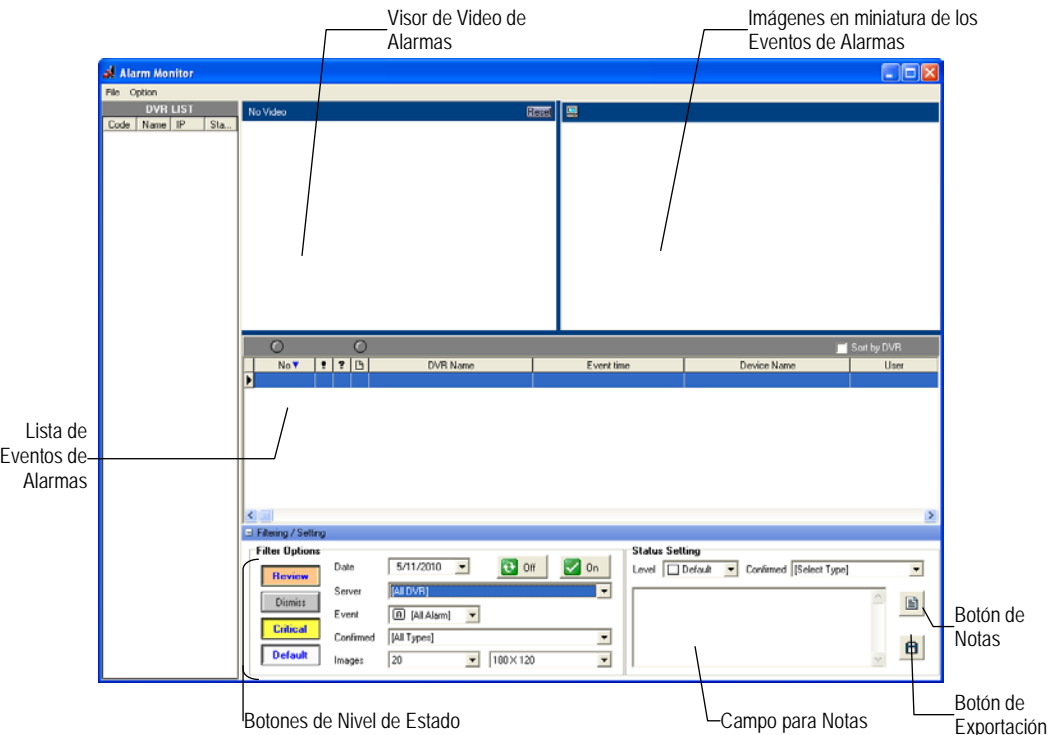 Visor de Video de
Alarmas
Imágenes en miniatura de los
Eventos de Alarmas
Alarm Monitor
File Option
DVR LIST
Code Name IP Sta...
No Video
Reset
Sort by DVR
No ! ? DVR Name Event time Device Name User
Lista de
Eventos de
Alarmas
Filtering / Setting
Filter Options
Review
Dismiss
Critical
Default
Date 5/11/2010 Off On
Server [All DVR]
Event [All Alarm]
Confirmed [All Types]
Images 20 180 X 120
Status Setting
Level Default Confirmed [Select Type]
Botón de
Notas
Botón de
Exportación
Botones de Nivel de Estado
Campo para Notas